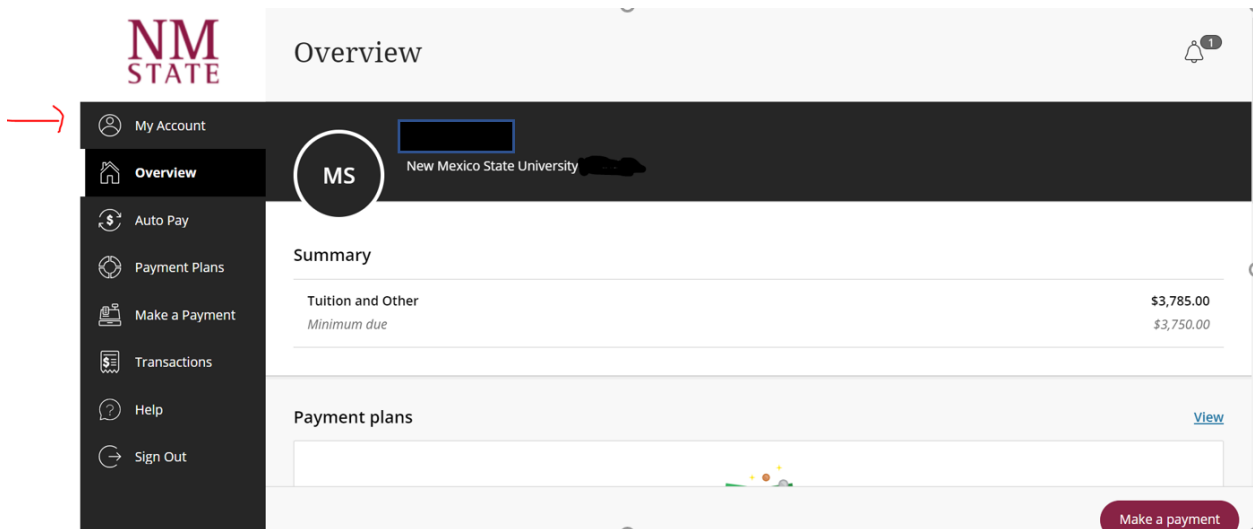 NM
STATE
Overview
1
My Account
Overview
Auto Pay
Payment Plans
Make a Payment
Transactions
Help
Sign Out
MS
New Mexico State University
Summary
Tuition and Other $3,785.00
Minimum due $3,750.00
Payment plans View
Make a payment